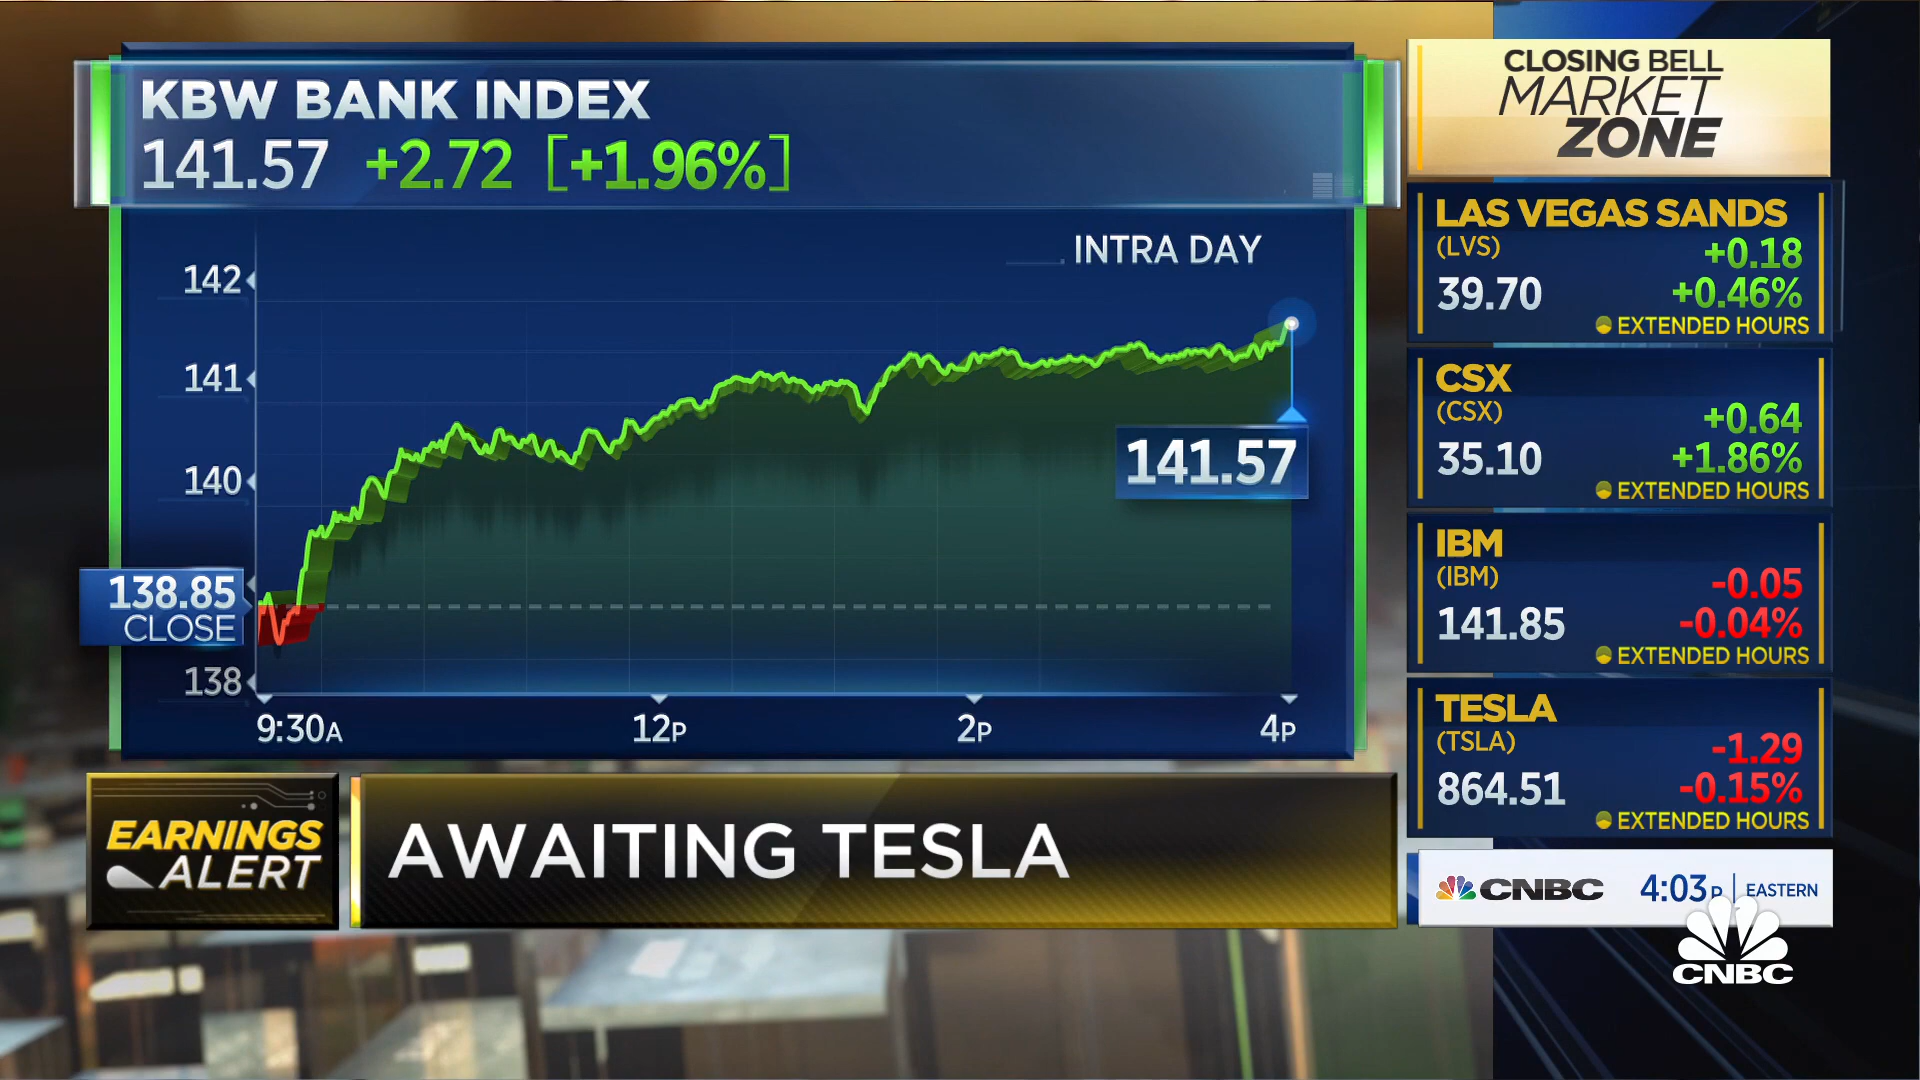 KBW BANK INDEX
141.57 +2.72 [+1.96%]
INTRA DAY
142
141
140
138.85
CLOSE
138
141.57
9:30A 12P 2P 4P
EARNINGS
ALERT
AWAITING TESLA
CLOSING BELL
MARKET
ZONE
LAS VEGAS SANDS
(LVS) +0.18
39.70 +0.46%
EXTENDED HOURS
CSX
(CSX) +0.64
35.10 +1.86%
EXTENDED HOURS
IBM
(IBM) -0.05
141.85 -0.04%
EXTENDED HOURS
TESLA
(TSLA) -1.29
864.51 -0.15%
EXTENDED HOURS
CNBC 4:03P EASTERN
CNBC